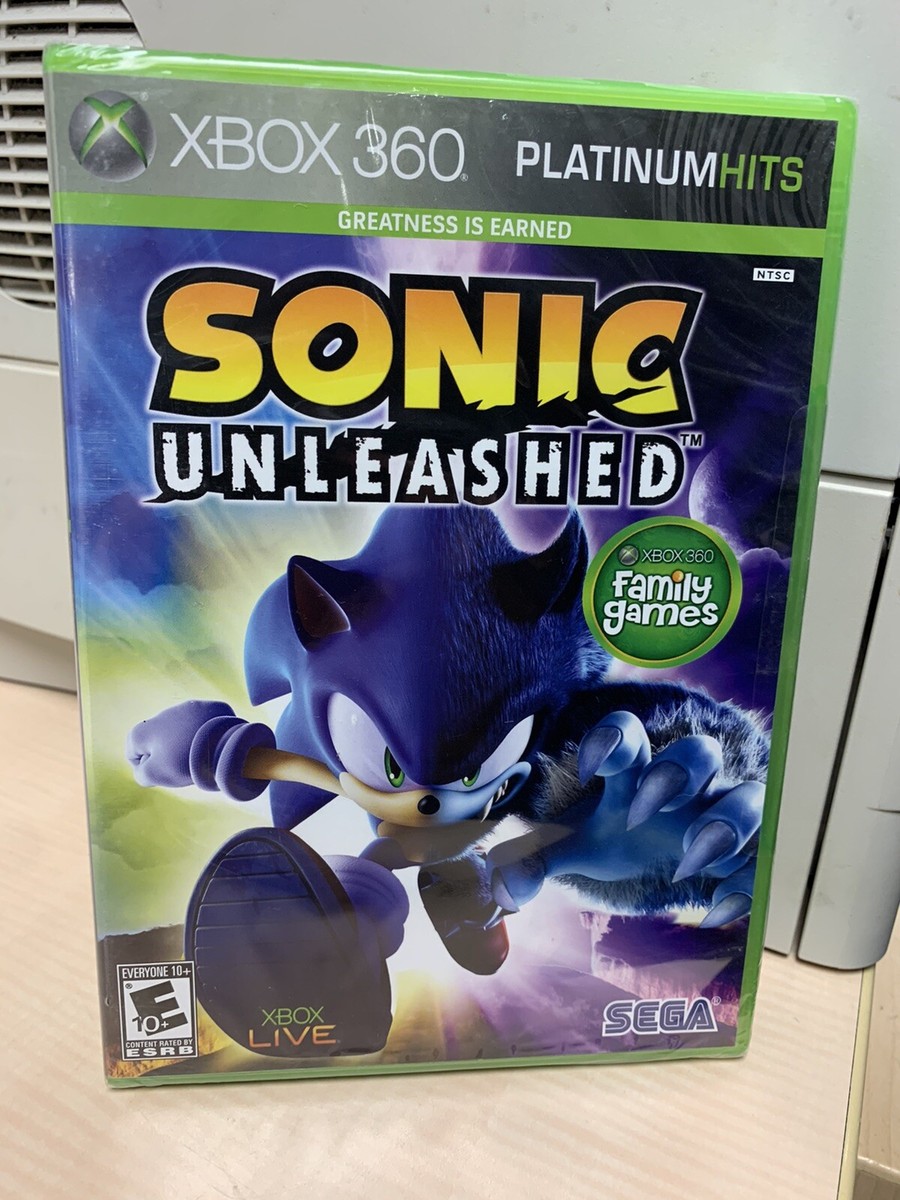 XBOX 360® PLATINUMHITS
GREATNESS IS EARNED
NTSC
SONIC
UNLEASHED™
XBOX 360
family
games
EVERYONE 10+
E®
10+
CONTENT RATED BY
ESRB
XBOX
LIVE
SEGA®